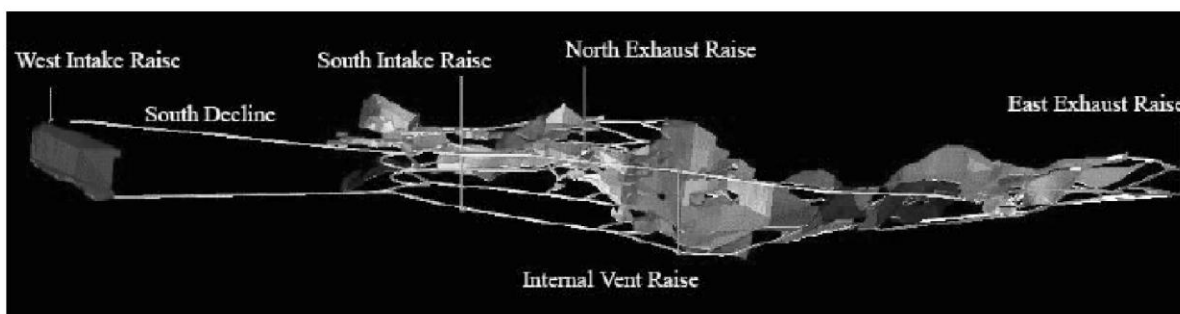 West Intake Raise
South Intake Raise
North Exhaust Raise
South Decline
East Exhaust Raise
Internal Vent Raise